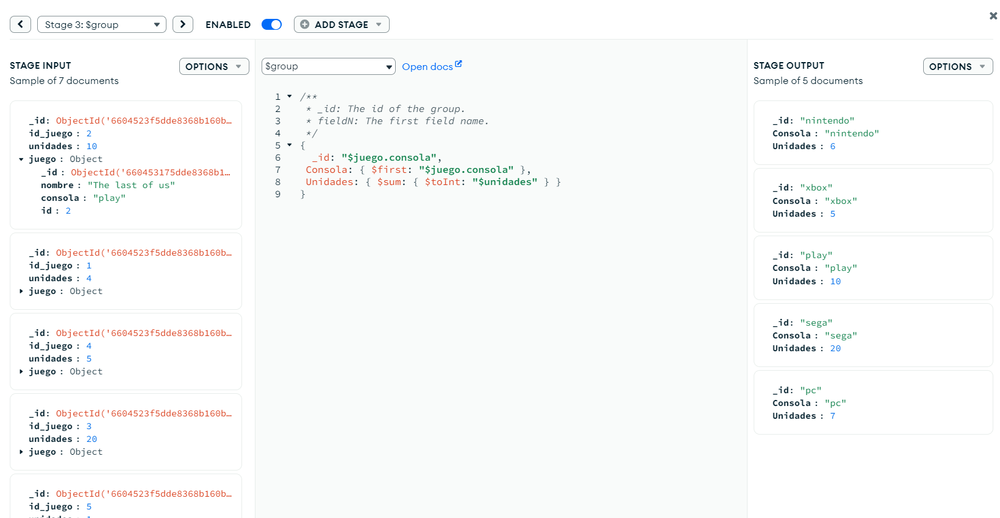 Stage 3: $group
ENABLED
ADD STAGE
STAGE INPUT
OPTIONS
Sample of 7 documents
_id: ObjectId('6604523f5dde8368b160b…
id_juego : 2
unidades : 10
juego : Object
_id : ObjectId('660453175dde8368b1…
nombre : "The last of us"
consola : "play"
id : 2
_id: ObjectId('6604523f5dde8368b160b…
id_juego : 1
unidades : 4
juego : Object
_id: ObjectId('6604523f5dde8368b160b…
id_juego : 4
unidades : 5
juego : Object
_id: ObjectId('6604523f5dde8368b160b…
id_juego : 3
unidades : 20
juego : Object
_id: ObjectId('6604523f5dde8368b160b…
id_juego : 5
$group
Open docs
1 /**
2 * _id: The id of the group.
3 * fieldN: The first field name.
4 */
5 {
6 _id: "$juego.consola",
7 Consola: { $first: "$juego.consola" },
8 Unidades: { $sum: { $toInt: "$unidades" } }
9 }
STAGE OUTPUT
OPTIONS
Sample of 5 documents
_id: "nintendo"
Consola : "nintendo"
Unidades : 6
_id: "xbox"
Consola : "xbox"
Unidades : 5
_id: "play"
Consola : "play"
Unidades : 10
_id: "sega"
Consola : "sega"
Unidades : 20
_id: "pc"
Consola : "pc"
Unidades : 7